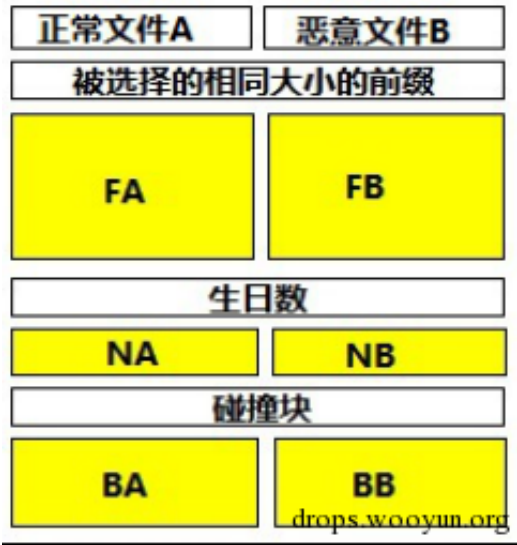 正常文件A 恶意文件B
被选择的相同大小的前缀
FA FB
生日数
NA NB
碰撞块
BA BB
drops.wooyun.org